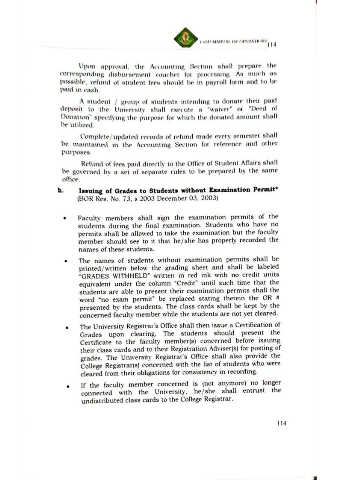 COMPENDIUM OF OPERATIONS
114
Upon approval, the Accounting Section shall prepare the
corresponding disbursement voucher for processing. As much as
possible, refund of student fees should be in payroll form and to be
paid in cash.
A student / group of students intending to donate their paid
deposit to the University shall execute a "waiver" or "Deed of
Donation" specifying the purpose for which the donated amount shall
be utilized.
Complete/updated records of refund made every semester shall
be maintained in the Accounting Section for reference and other
purposes.
Refund of fees paid directly to the Office of Student Affairs shall
be governed by a set of separate rules to be prepared by the same
office.
b. Issuing of Grades to Students without Examination Permit*
(BOR Res. No. 73, s 2003 December 03, 2003)
• Faculty members shall sign the examination permits of the
students during the final examination. Students who have no
permits shall be allowed to take the examination but the faculty
member should see to it that he/she has properly recorded the
names of these students.
• The names of students without examination permits shall be
printed/written below the grading sheet and shall be labeled
"GRADES WITHHELD" written in red ink with no credit units
equivalent under the column "Credit" until such time that the
students are able to present their examination permits shall the
word "no exam permit" be replaced stating therein the OR #
presented by the students. The class cards shall be kept by the
concerned faculty member while the students are not yet cleared.
• The University Registrar's Office shall then issue a Certification of
Grades upon clearing. The students should present the
Certificate to the faculty member(s) concerned before issuing
their class cards and to their Registration Adviser(s) for posting of
grades. The University Registrar's Office shall also provide the
College Registrar(s) concerned with the list of students who were
cleared from their obligations for consistency in recording.
• If the faculty member concerned is (not anymore) no longer
connected with the University, he/she shall entrust the
undistributed class cards to the College Registrar.
114